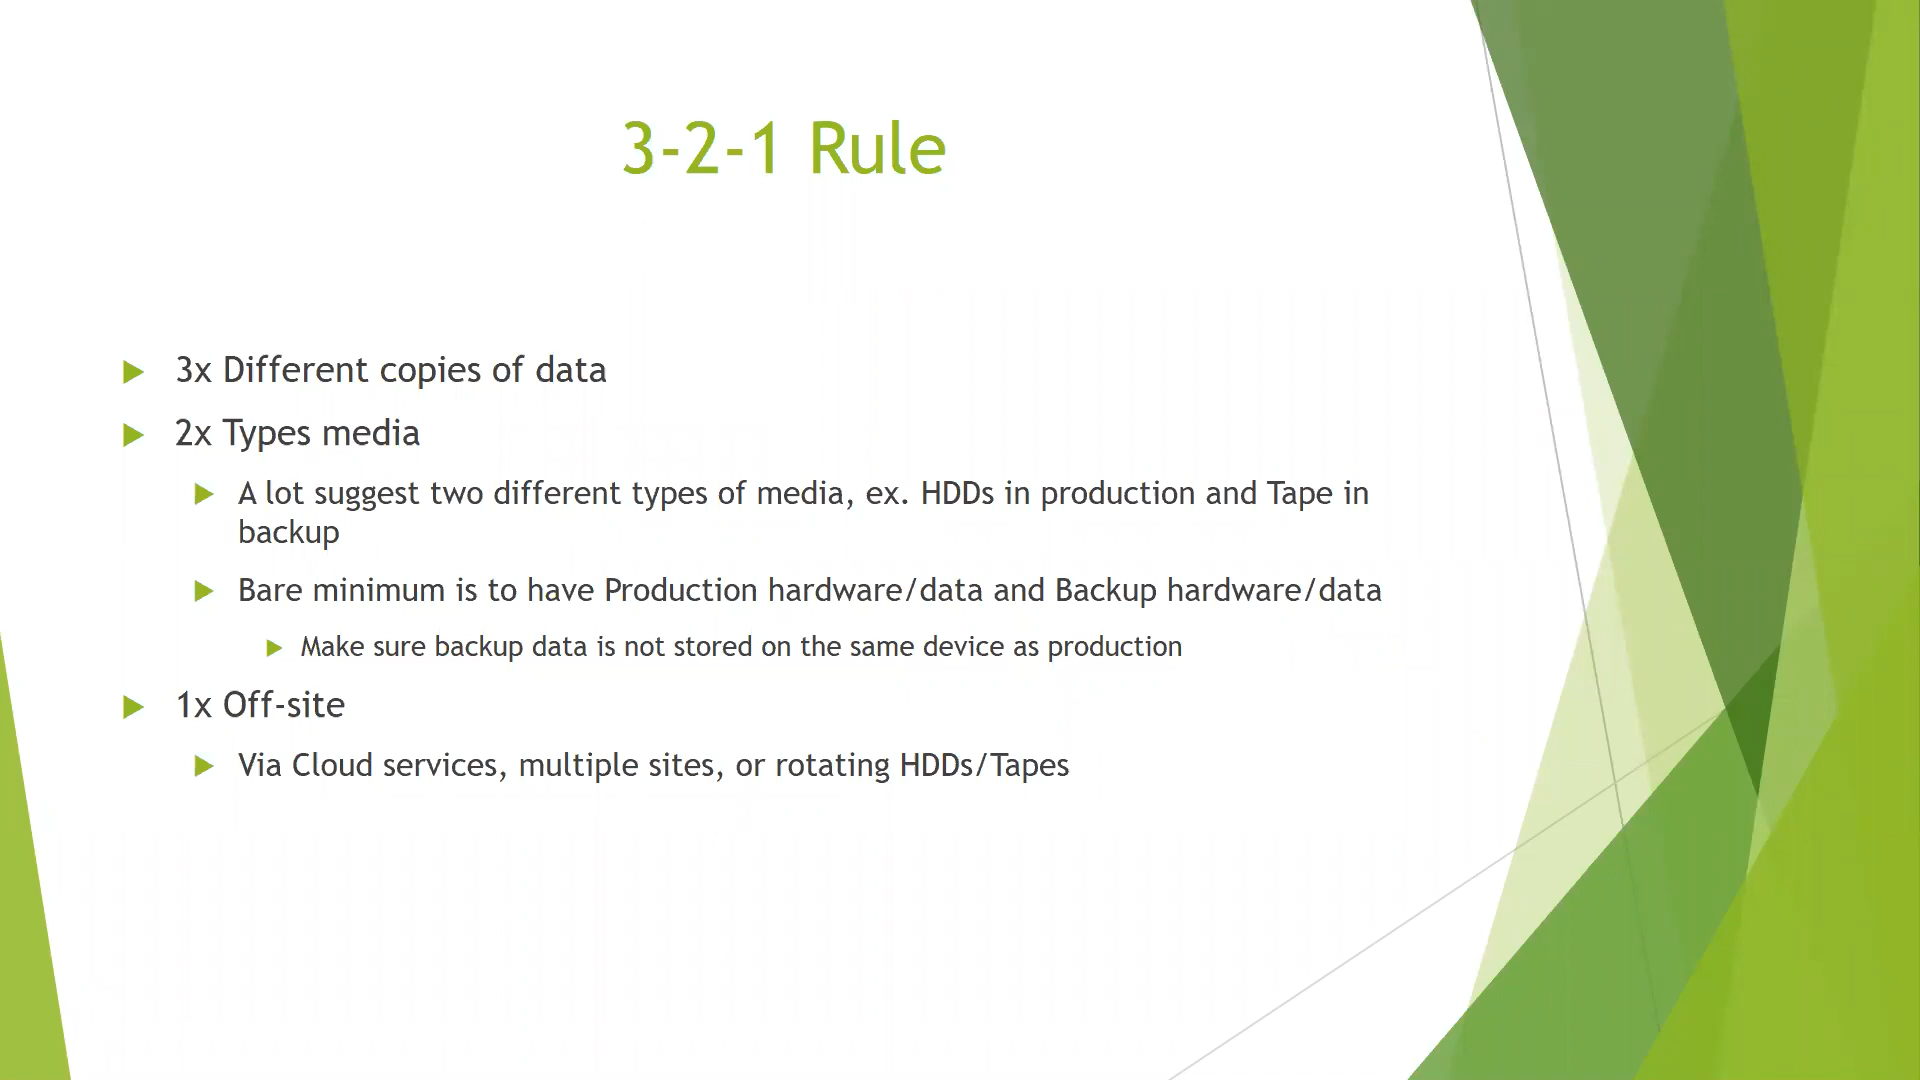 3-2-1 Rule
3x Different copies of data
2x Types media
A lot suggest two different types of media, ex. HDDs in production and Tape in
backup
Bare minimum is to have Production hardware/data and Backup hardware/data
Make sure backup data is not stored on the same device as production
1x Off-site
Via Cloud services, multiple sites, or rotating HDDs/Tapes